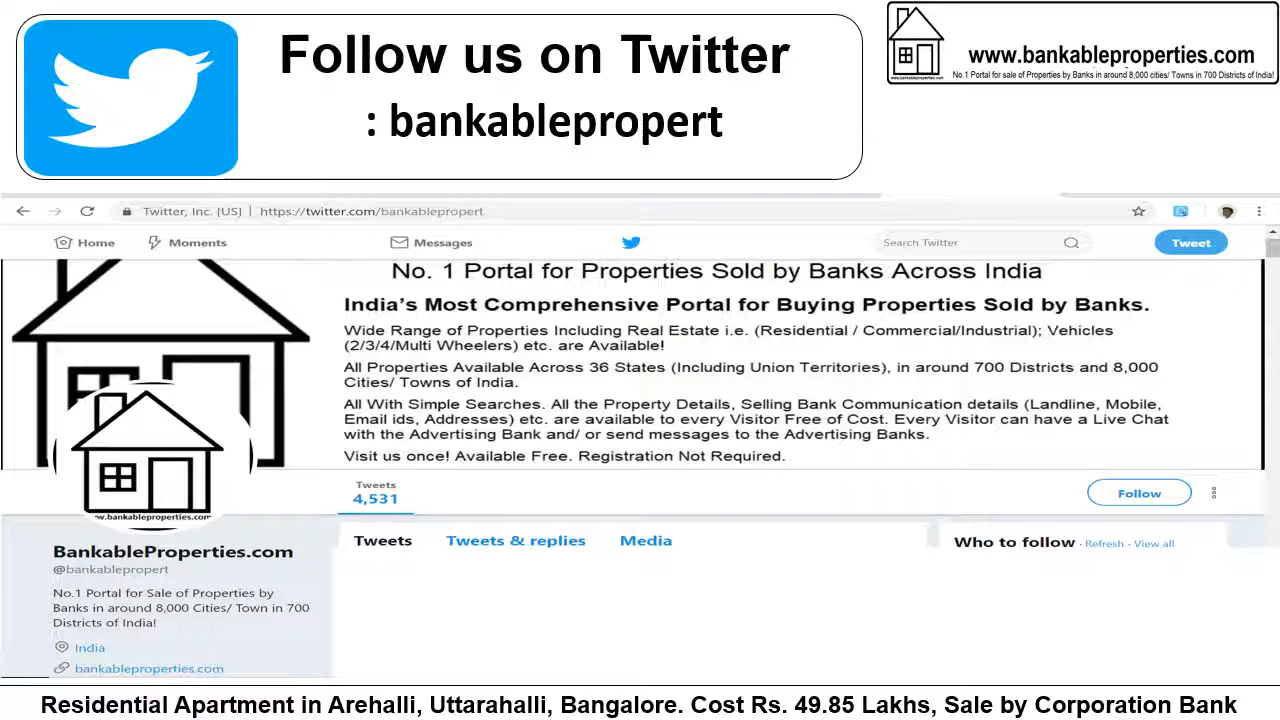 Follow us on Twitter
: bankablepropert
www.bankableproperties.com
No.1 Portal for sale of Properties by Banks in around 8,000 cities/ Towns in 700 Districts of India!
Twitter, Inc. [US] | https://twitter.com/bankablepropert
Home Moments Messages Search Twitter Tweet
No. 1 Portal for Properties Sold by Banks Across India
India's Most Comprehensive Portal for Buying Properties Sold by Banks.
Wide Range of Properties Including Real Estate i.e. (Residential / Commercial/Industrial); Vehicles
(2/3/4/Multi Wheelers) etc. are Available!
All Properties Available Across 36 States (Including Union Territories), in around 700 Districts and 8,000
Cities/ Towns of India.
All With Simple Searches. All the Property Details, Selling Bank Communication details (Landline, Mobile,
Email ids, Addresses) etc. are available to every Visitor Free of Cost. Every Visitor can have a Live Chat
with the Advertising Bank and/ or send messages to the Advertising Banks.
Visit us once! Available Free. Registration Not Required.
www.bankableproperties.com
Tweets
4,531
Follow
Tweets Tweets & replies Media
Who to follow · Refresh · View all
BankableProperties.com
@bankablepropert
No.1 Portal for Sale of Properties by
Banks in around 8,000 Cities/ Town in 700
Districts of India!
India
bankableproperties.com
Residential Apartment in Arehalli, Uttarahalli, Bangalore. Cost Rs. 49.85 Lakhs, Sale by Corporation Bank